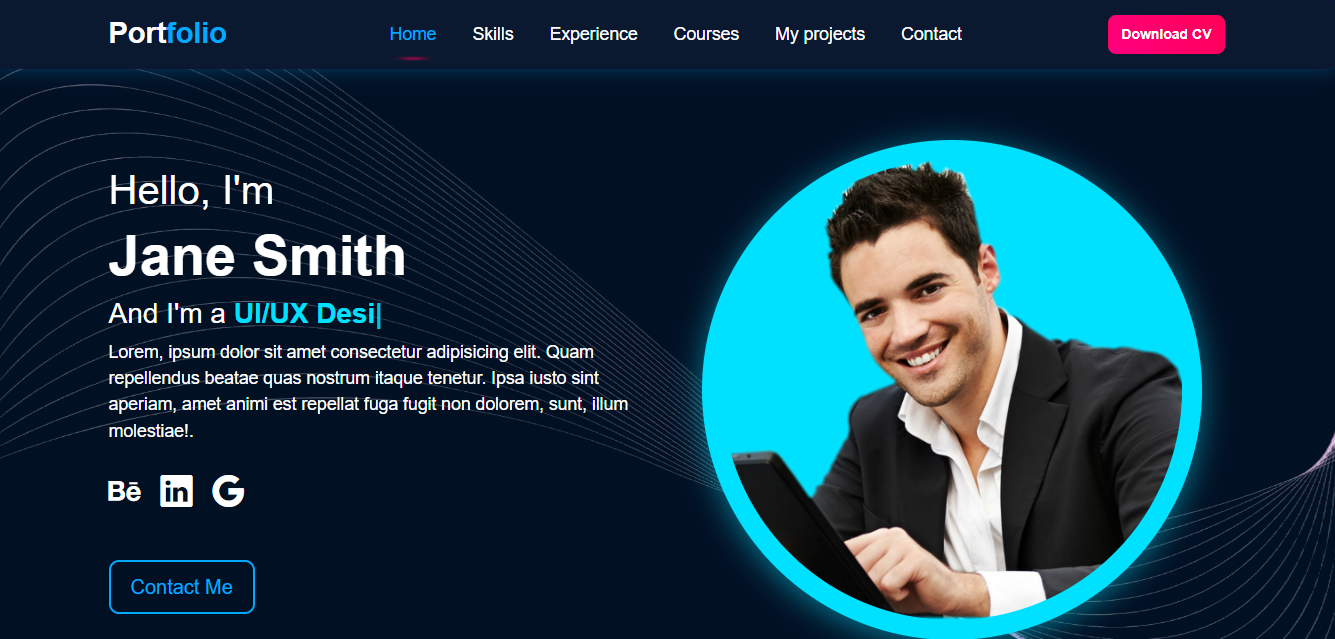 Portfolio
Home Skills Experience Courses My projects Contact
Download CV
Hello, I'm
Jane Smith
And I'm a UI/UX Desi|
Lorem, ipsum dolor sit amet consectetur adipisicing elit. Quam
repellendus beatae quas nostrum itaque tenetur. Ipsa iusto sint
aperiam, amet animi est repellat fuga fugit non dolorem, sunt, illum
molestiae!.
Bē in G
Contact Me